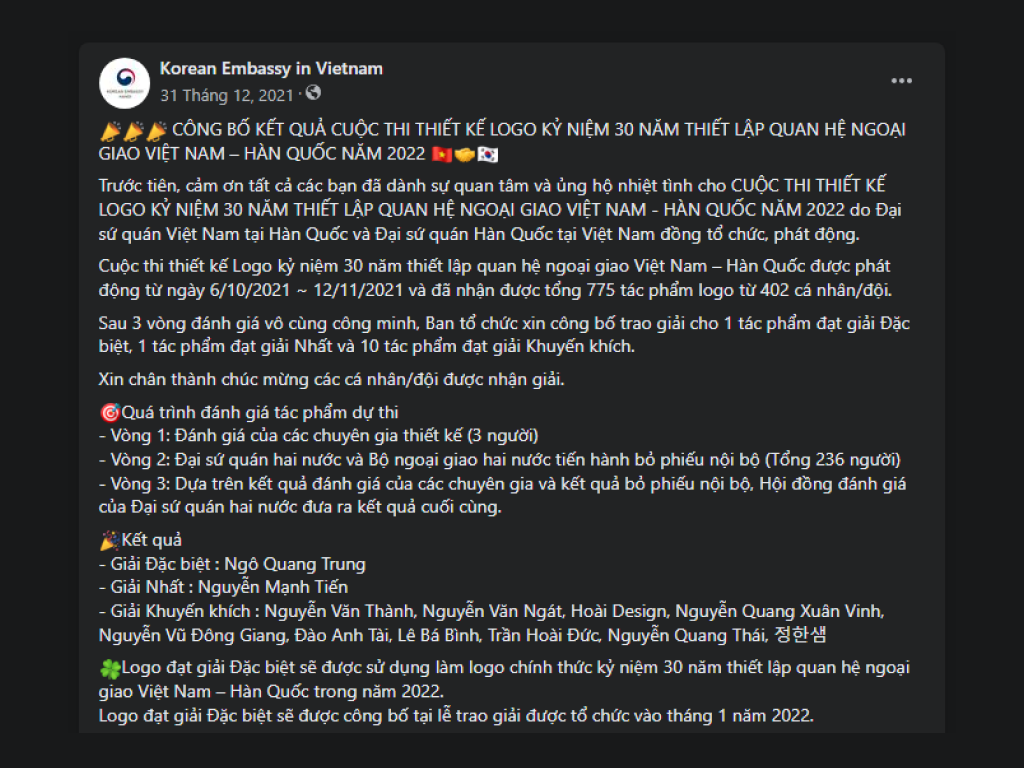 Korean Embassy in Vietnam
31 Tháng 12, 2021 ·
🎉🎉🎉 CÔNG BỐ KẾT QUẢ CUỘC THI THIẾT KẾ LOGO KỶ NIỆM 30 NĂM THIẾT LẬP QUAN HỆ NGOẠI
GIAO VIỆT NAM – HÀN QUỐC NĂM 2022 🇻🇳🤝🇰🇷
Trước tiên, cảm ơn tất cả các bạn đã dành sự quan tâm và ủng hộ nhiệt tình cho CUỘC THI THIẾT KẾ
LOGO KỶ NIỆM 30 NĂM THIẾT LẬP QUAN HỆ NGOẠI GIAO VIỆT NAM - HÀN QUỐC NĂM 2022 do Đại
sứ quán Việt Nam tại Hàn Quốc và Đại sứ quán Hàn Quốc tại Việt Nam đồng tổ chức, phát động.
Cuộc thi thiết kế Logo kỷ niệm 30 năm thiết lập quan hệ ngoại giao Việt Nam – Hàn Quốc được phát
động từ ngày 6/10/2021 ~ 12/11/2021 và đã nhận được tổng 775 tác phẩm logo từ 402 cá nhân/đội.
Sau 3 vòng đánh giá vô cùng công minh, Ban tổ chức xin công bố trao giải cho 1 tác phẩm đạt giải Đặc
biệt, 1 tác phẩm đạt giải Nhất và 10 tác phẩm đạt giải Khuyến khích.
Xin chân thành chúc mừng các cá nhân/đội được nhận giải.
🎯Quá trình đánh giá tác phẩm dự thi
- Vòng 1: Đánh giá của các chuyên gia thiết kế (3 người)
- Vòng 2: Đại sứ quán hai nước và Bộ ngoại giao hai nước tiến hành bỏ phiếu nội bộ (Tổng 236 người)
- Vòng 3: Dựa trên kết quả đánh giá của các chuyên gia và kết quả bỏ phiếu nội bộ, Hội đồng đánh giá
của Đại sứ quán hai nước đưa ra kết quả cuối cùng.
🎉Kết quả
- Giải Đặc biệt : Ngô Quang Trung
- Giải Nhất : Nguyễn Mạnh Tiến
- Giải Khuyến khích : Nguyễn Văn Thành, Nguyễn Văn Ngát, Hoài Design, Nguyễn Quang Xuân Vinh,
Nguyễn Vũ Đông Giang, Đào Anh Tài, Lê Bá Bình, Trần Hoài Đức, Nguyễn Quang Thái, 정한샘
🍀Logo đạt giải Đặc biệt sẽ được sử dụng làm logo chính thức kỷ niệm 30 năm thiết lập quan hệ ngoại
giao Việt Nam – Hàn Quốc trong năm 2022.
Logo đạt giải Đặc biệt sẽ được công bố tại lễ trao giải được tổ chức vào tháng 1 năm 2022.